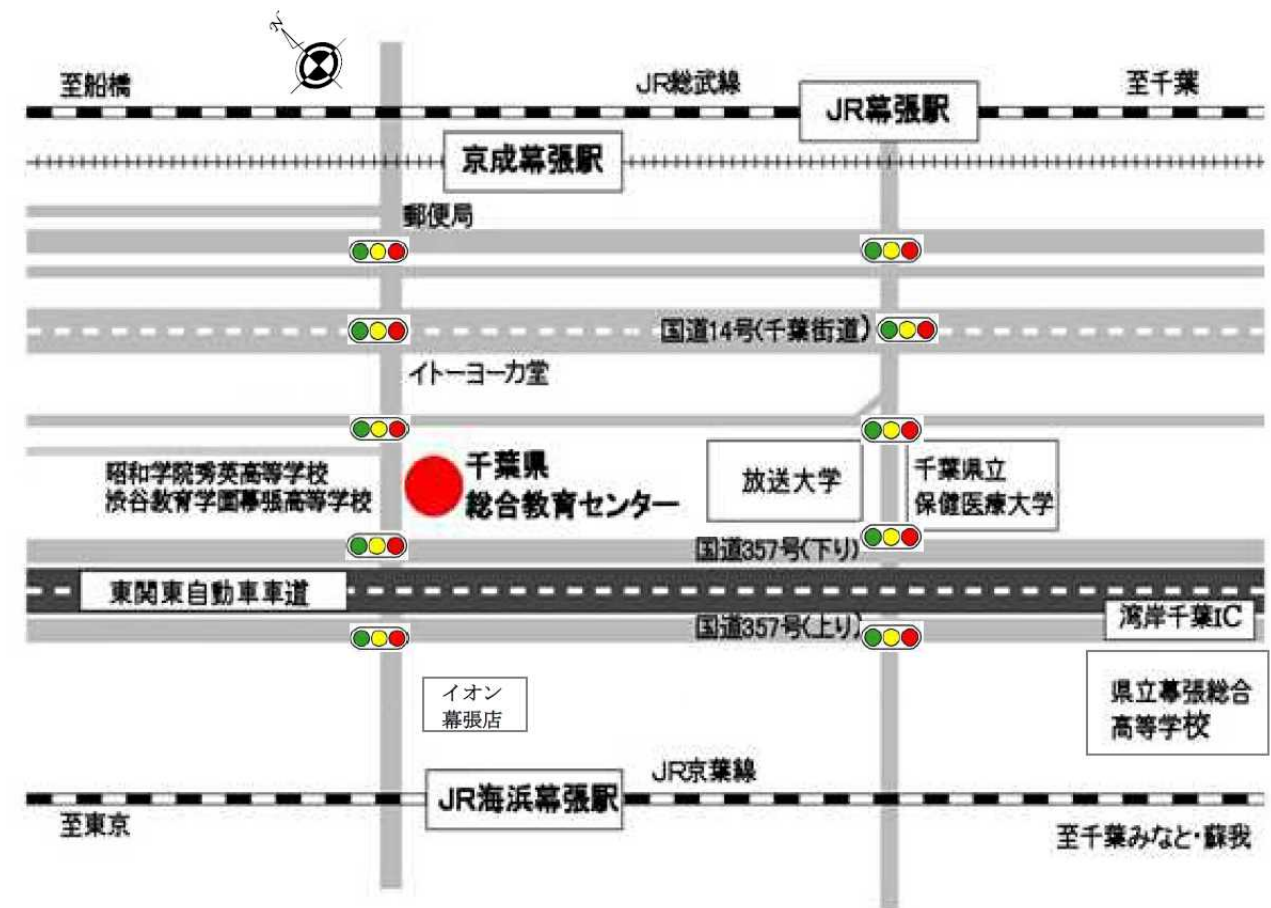 N
至船橋
JR総武線
JR幕張駅
至千葉
京成幕張駅
郵便局
国道14号(千葉街道)
イトーヨーカ堂
昭和学院秀英高等学校
渋谷教育学園幕張高等学校
千葉県
総合教育センター
放送大学
千葉県立
保健医療大学
国道357号(下り)
東関東自動車車道
国道357号(上り)
湾岸千葉IC
イオン
幕張店
県立幕張総合
高等学校
JR京葉線
JR海浜幕張駅
至東京
至千葉みなと・蘇我